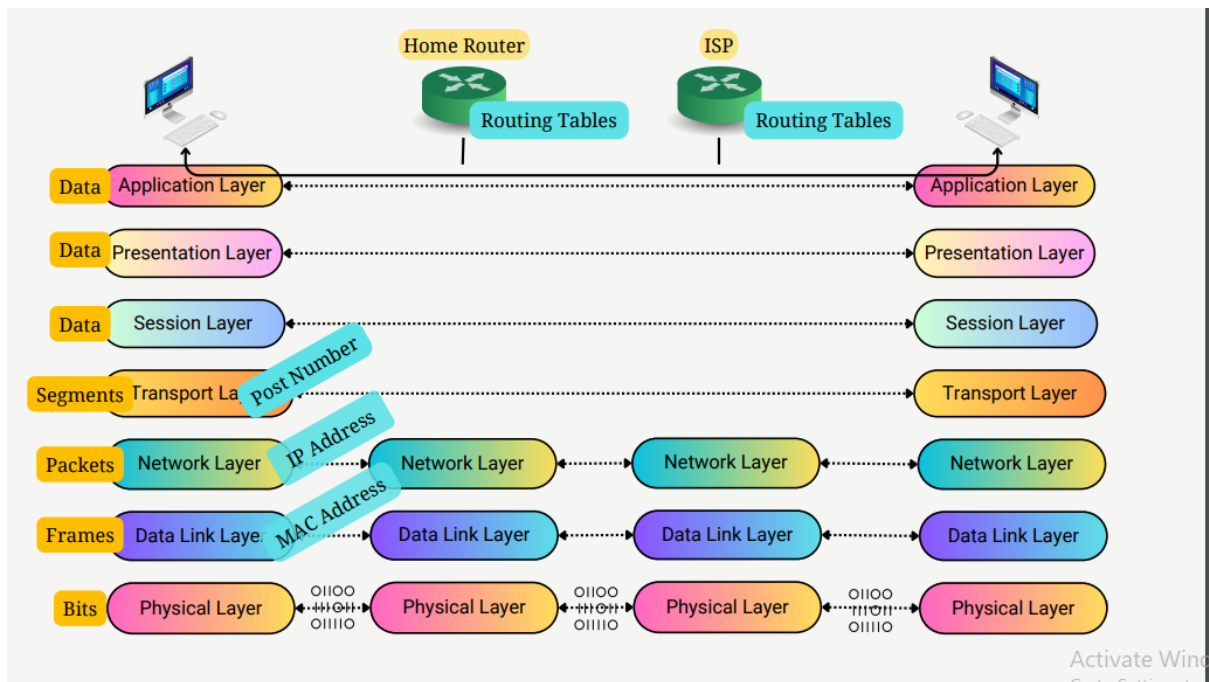 Home Router
ISP
Routing Tables
Routing Tables
Data
Application Layer
Application Layer
Data
Presentation Layer
Presentation Layer
Data
Session Layer
Session Layer
Post Number
Segments
Transport La
Transport Layer
IP Address
Packets
Network Layer
Network Layer
Network Layer
Network Layer
MAC Address
Frames
Data Link Laye
Data Link Layer
Data Link Layer
Data Link Layer
Bits
Physical Layer
Physical Layer
Physical Layer
Physical Layer
01100
01100
01100
01110
01110
01110
Activate Wind